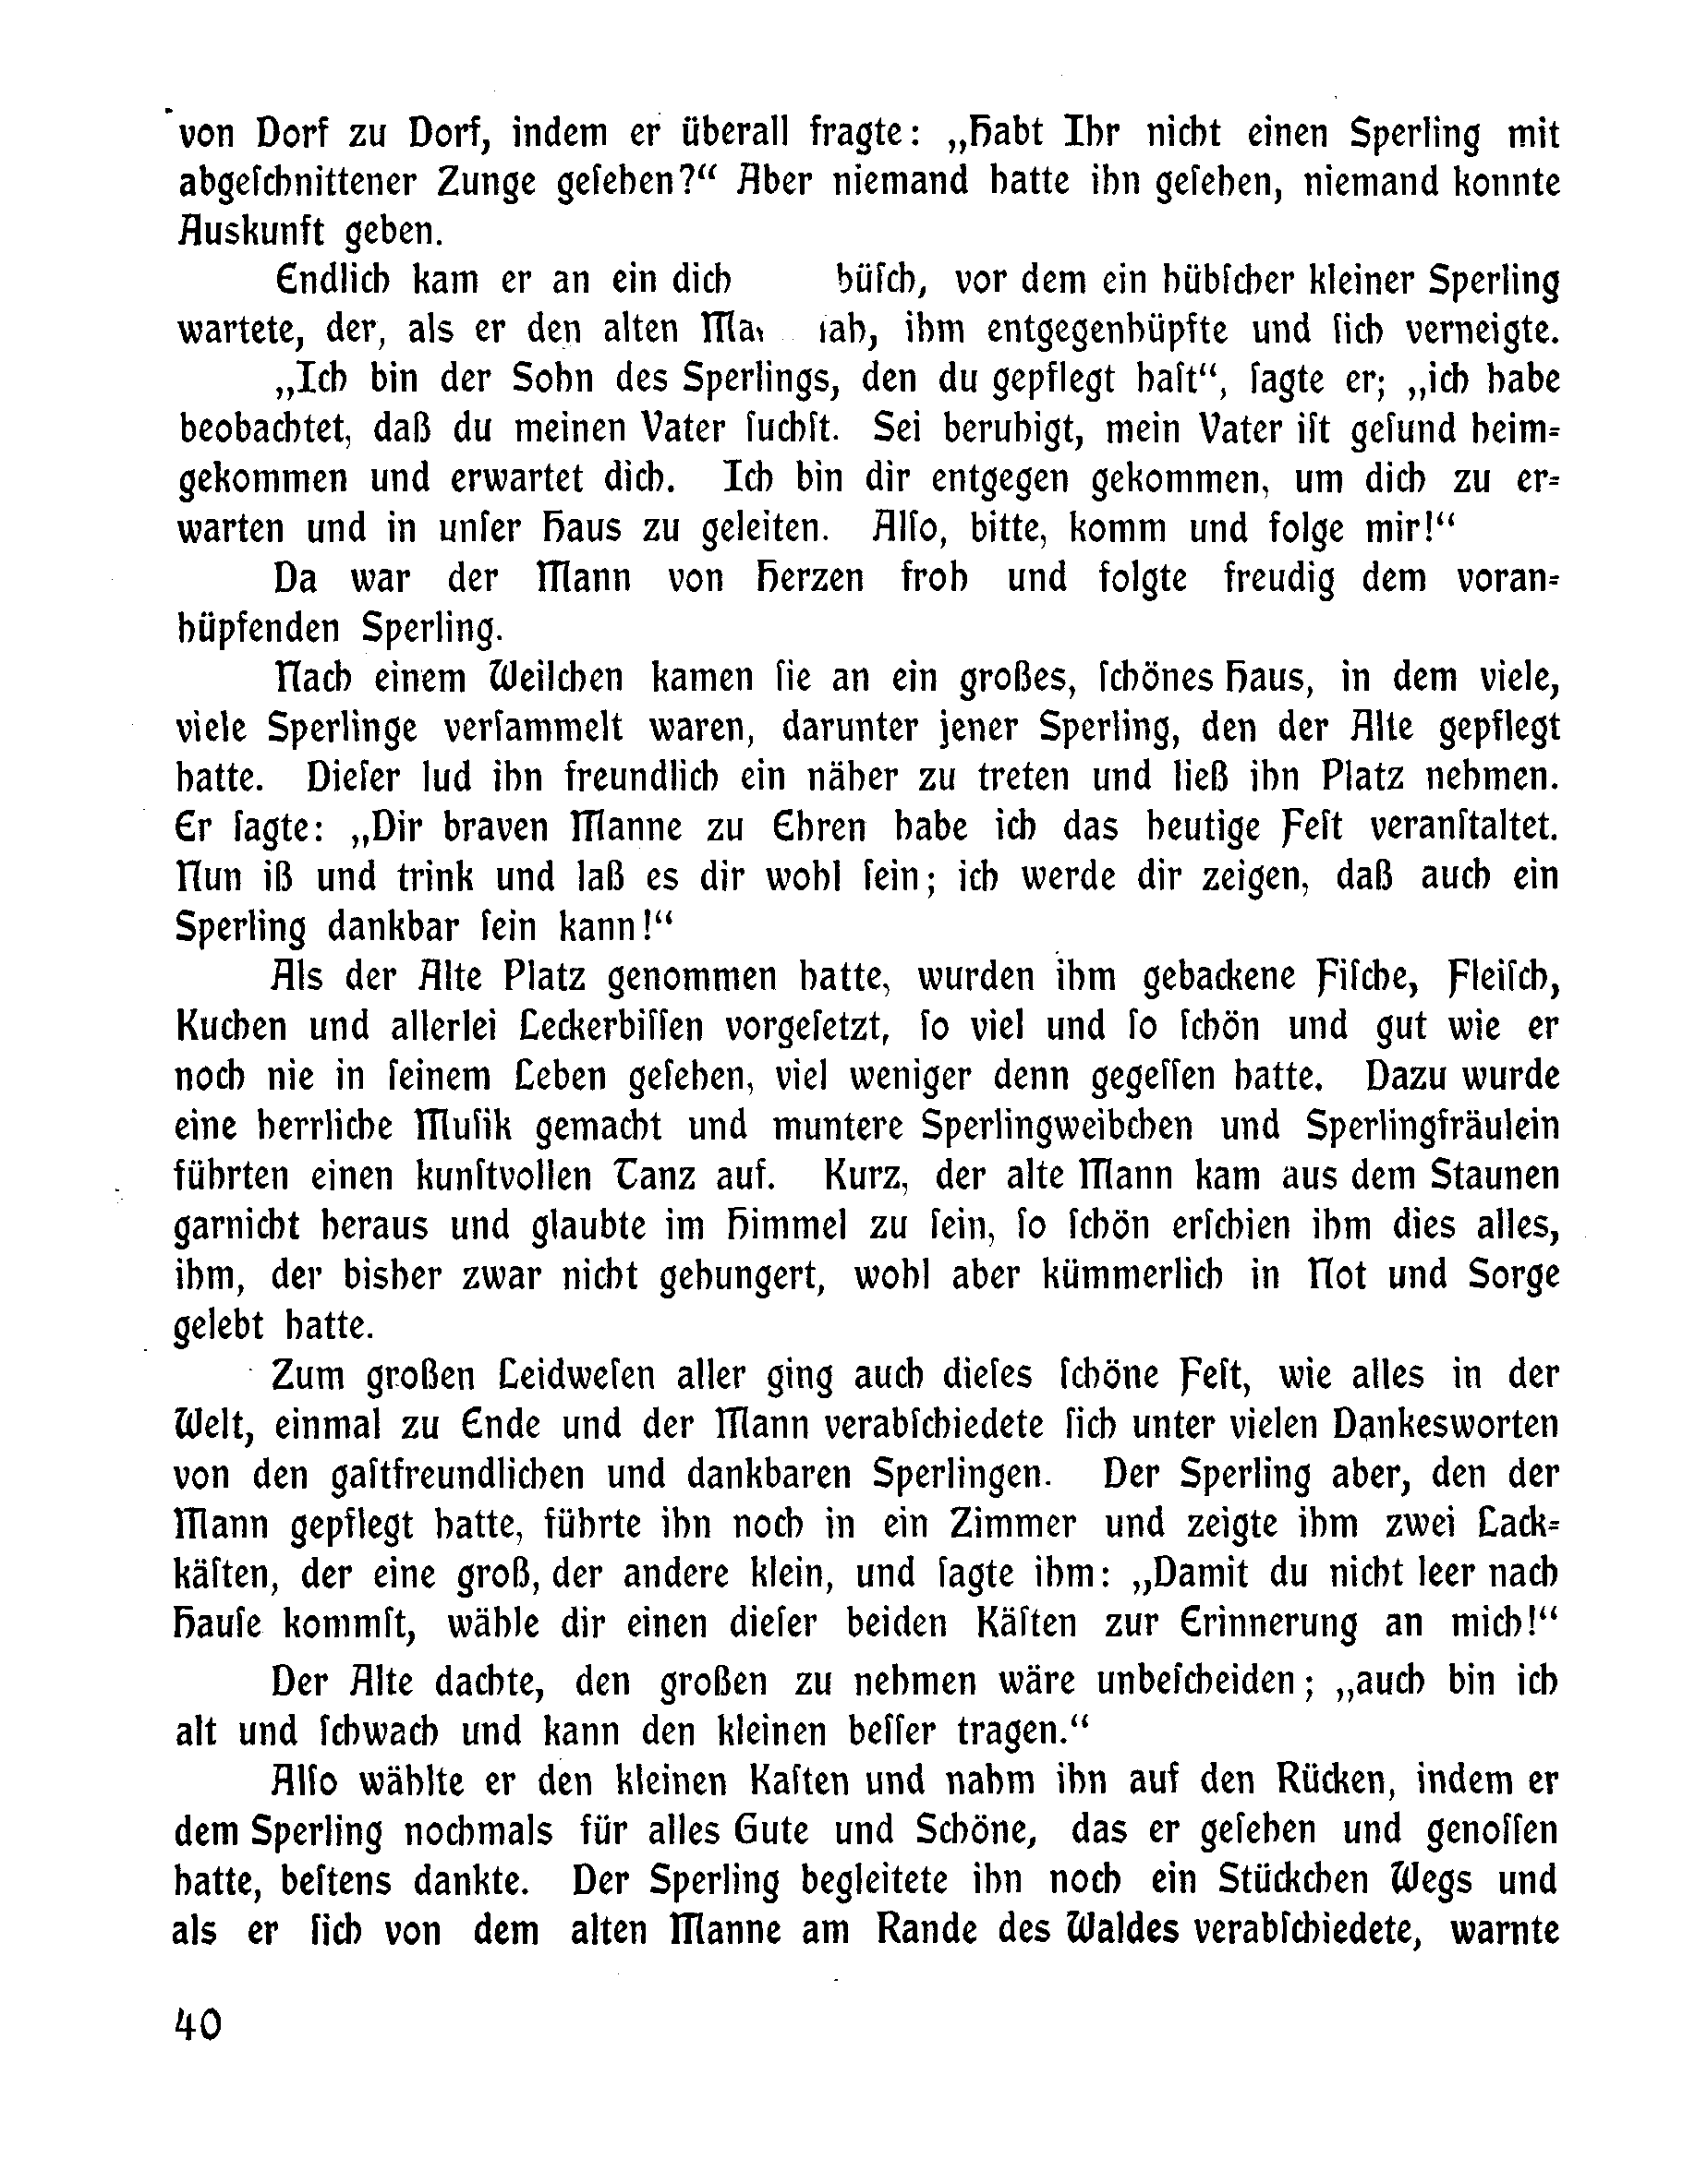 von Dorf zu Dorf, indem er überall fragte: „Habt Ihr nicht einen Sperling mit
abgeſchnittener Zunge geſehen?“ Aber niemand hatte ihn geſehen, niemand konnte
Auskunft geben.
Endlich kam er an ein vor dem ein hübſcher kleiner Sperling
wartete, der, als er den alten ihm entgegenhüpfte und ſich verneigte.
„Ich bin der Sohn des Sperlings, den du gepflegt haſt“, ſagte er; „ich habe
beobachtet, daß du meinen Vater ſuchſt. Sei beruhigt, mein Vater iſt geſund heim=
gekommen und erwartet dich. Ich bin dir entgegen gekommen, um dich zu er=
warten und in unſer Haus zu geleiten. Alſo, bitte, komm und folge mir!“
Da war der Mann von Herzen froh und folgte freudig dem voran=
hüpfenden Sperling.
Nach einem Weilchen kamen ſie an ein großes, ſchönes Haus, in dem viele,
viele Sperlinge verſammelt waren, darunter jener Sperling, den der Alte gepflegt
hatte. Dieſer lud ihn freundlich ein näher zu treten und ließ ihn Platz nehmen.
Er ſagte: „Dir braven Manne zu Ehren habe ich das heutige Feſt veranſtaltet.
Nun iß und trink und laß es dir wohl ſein; ich werde dir zeigen, daß auch ein
Sperling dankbar ſein kann!“
Als der Alte Platz genommen hatte, wurden ihm gebackene Fiſche, Fleiſch,
Kuchen und allerlei Leckerbiſſen vorgeſetzt, ſo viel und ſo ſchön und gut wie er
noch nie in ſeinem Leben geſehen, viel weniger denn gegeſſen hatte. Dazu wurde
eine herrliche Muſik gemacht und muntere Sperlingweibchen und Sperlingfräulein
führten einen kunſtvollen Tanz auf. Kurz, der alte Mann kam aus dem Staunen
garnicht heraus und glaubte im Himmel zu ſein, ſo ſchön erſchien ihm dies alles,
ihm, der bisher zwar nicht gehungert, wohl aber kümmerlich in Not und Sorge
gelebt hatte.
Zum großen Leidweſen aller ging auch dieſes ſchöne Feſt, wie alles in der
Welt, einmal zu Ende und der Mann verabſchiedete ſich unter vielen Dankesworten
von den gaſtfreundlichen und dankbaren Sperlingen. Der Sperling aber, den der
Mann gepflegt hatte, führte ihn noch in ein Zimmer und zeigte ihm zwei Lack=
käſten, der eine groß, der andere klein, und ſagte ihm: „Damit du nicht leer nach
Hauſe kommſt, wähle dir einen dieſer beiden Käſten zur Erinnerung an mich!“
Der Alte dachte, den großen zu nehmen wäre unbeſcheiden; „auch bin ich
alt und ſchwach und kann den kleinen beſſer tragen.“
Alſo wählte er den kleinen Kaſten und nahm ihn auf den Rücken, indem er
dem Sperling nochmals für alles Gute und Schöne, das er geſehen und genoſſen
hatte, beſtens dankte. Der Sperling begleitete ihn noch ein Stückchen Wegs und
als er ſich von dem alten Manne am Rande des Waldes verabſchiedete, warnte
40